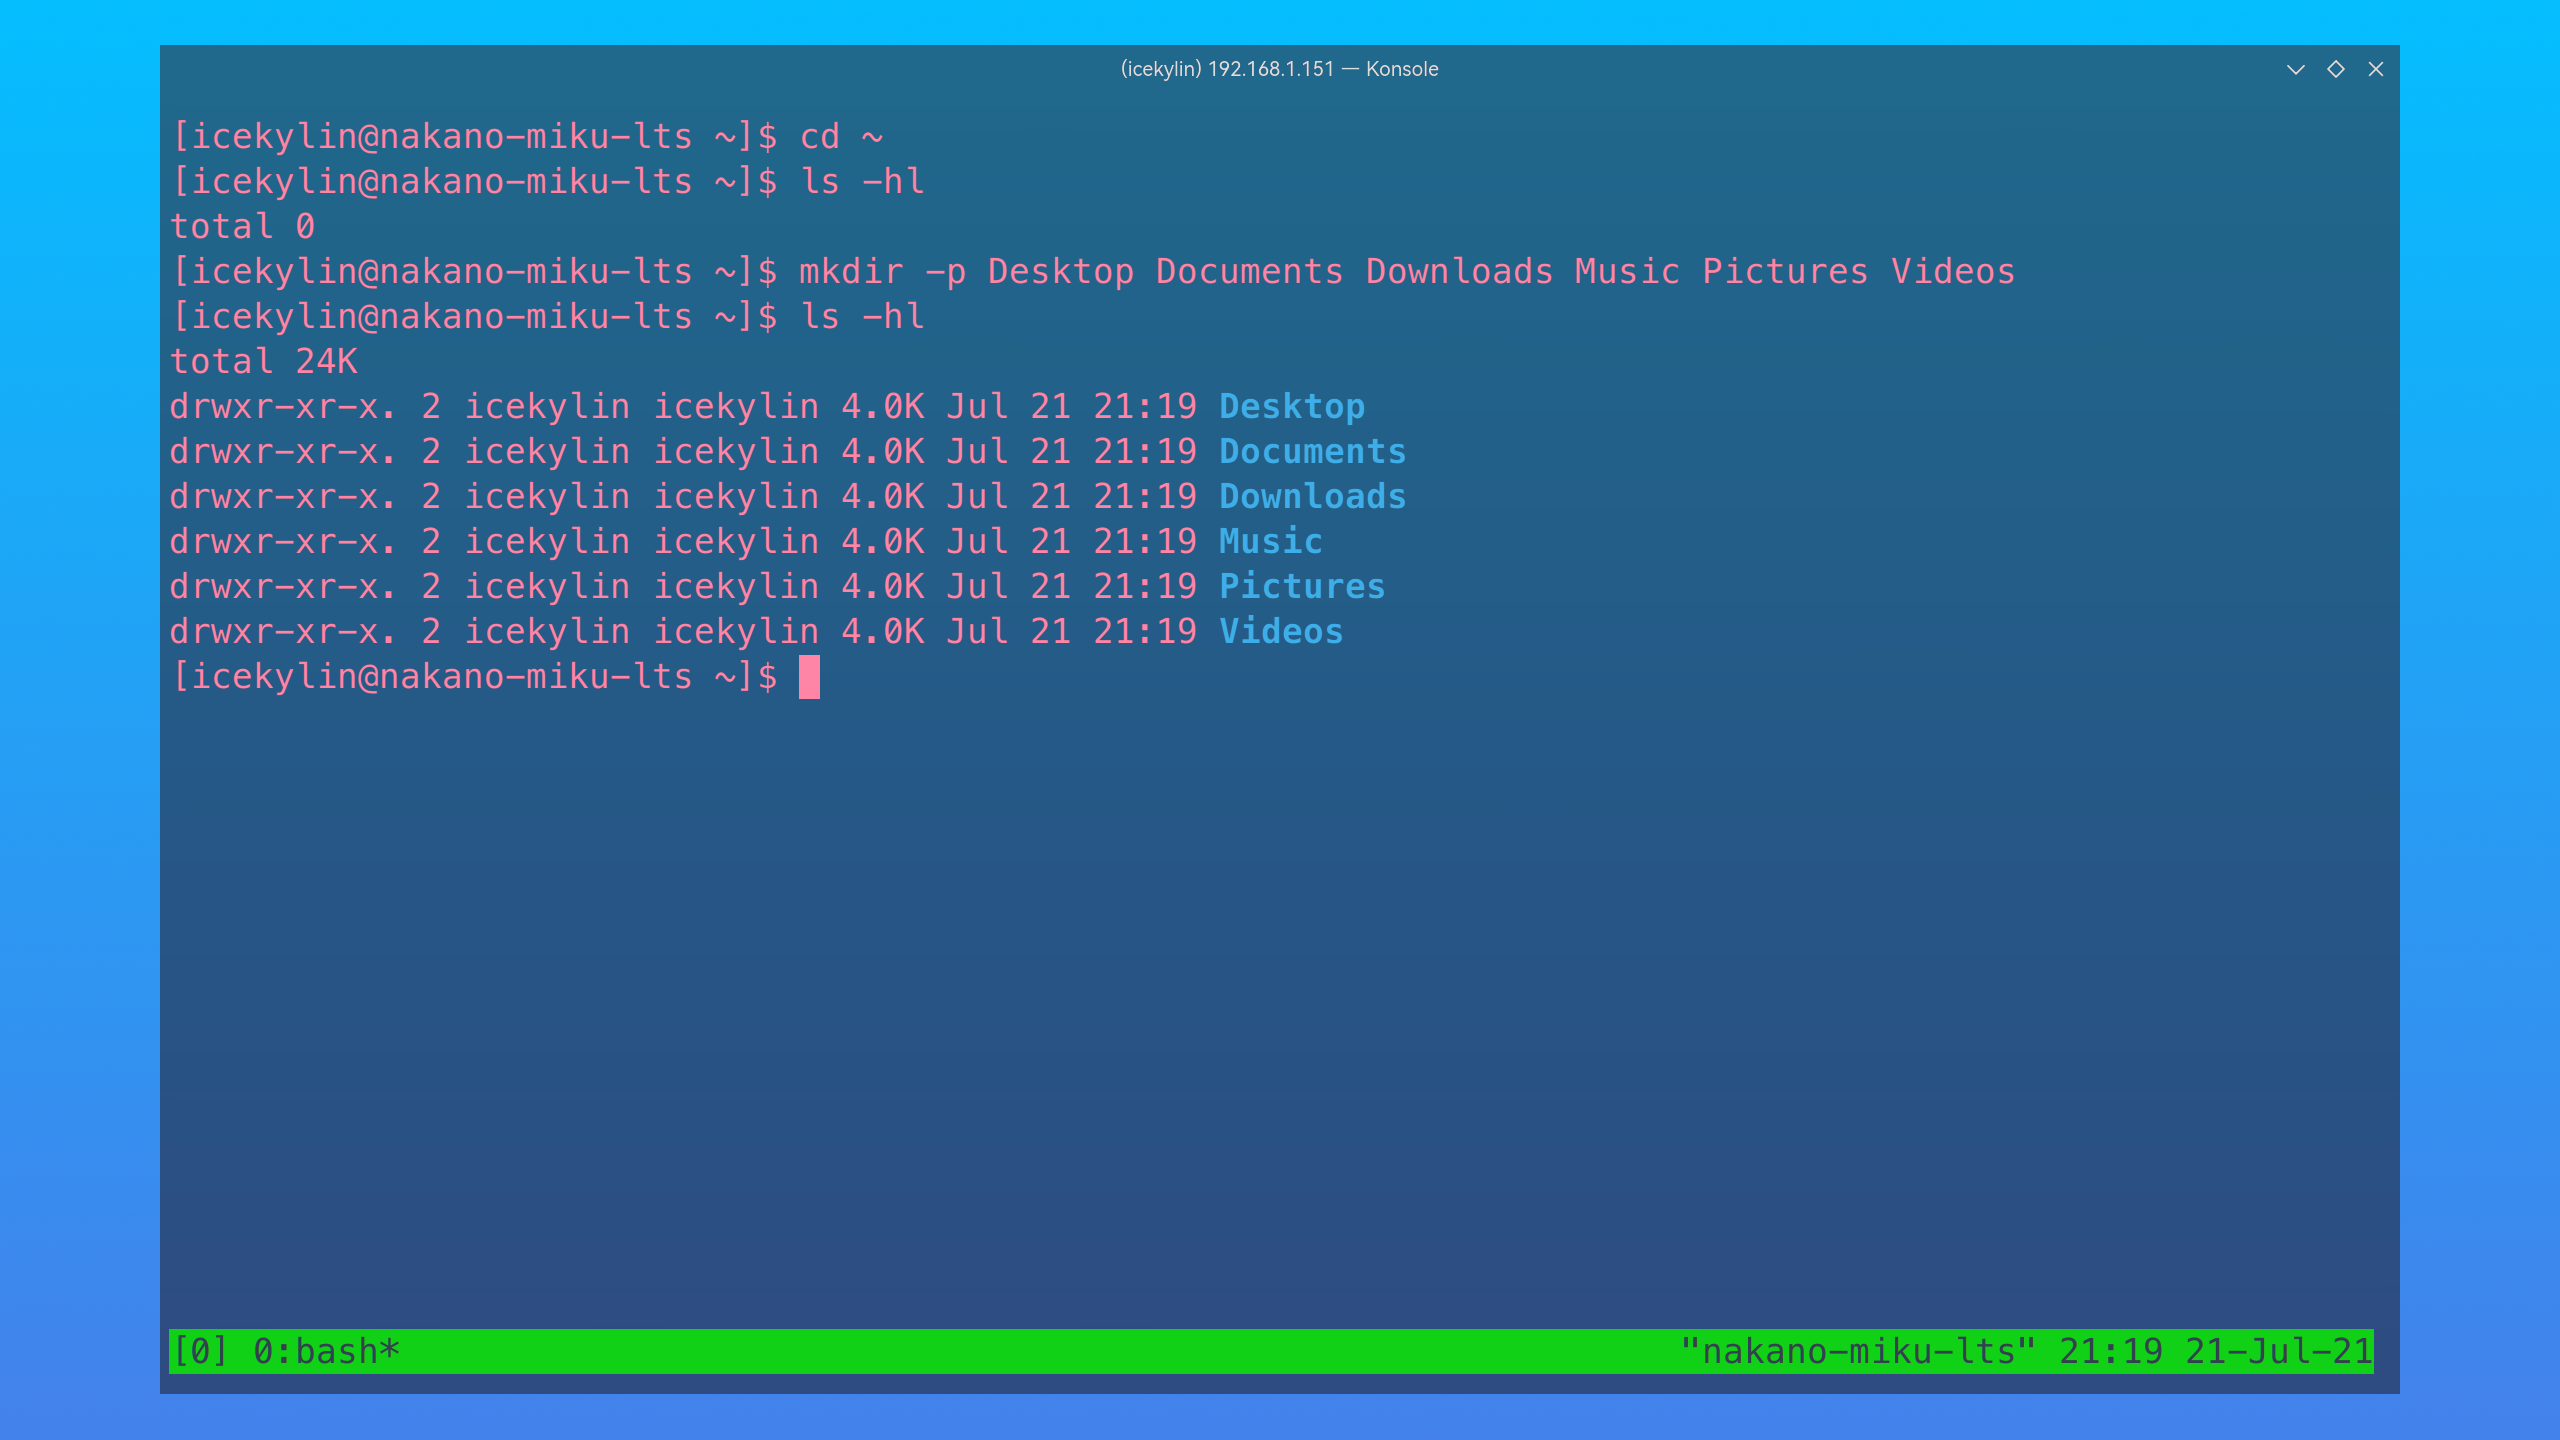 (icekylin) 192.168.1.151 — Konsole
[icekylin@nakano-miku-lts ~]$ cd ~
[icekylin@nakano-miku-lts ~]$ ls -hl
total 0
[icekylin@nakano-miku-lts ~]$ mkdir -p Desktop Documents Downloads Music Pictures Videos
[icekylin@nakano-miku-lts ~]$ ls -hl
total 24K
drwxr-xr-x. 2 icekylin icekylin 4.0K Jul 21 21:19 Desktop
drwxr-xr-x. 2 icekylin icekylin 4.0K Jul 21 21:19 Documents
drwxr-xr-x. 2 icekylin icekylin 4.0K Jul 21 21:19 Downloads
drwxr-xr-x. 2 icekylin icekylin 4.0K Jul 21 21:19 Music
drwxr-xr-x. 2 icekylin icekylin 4.0K Jul 21 21:19 Pictures
drwxr-xr-x. 2 icekylin icekylin 4.0K Jul 21 21:19 Videos
[icekylin@nakano-miku-lts ~]$
[0] 0:bash* "nakano-miku-lts" 21:19 21-Jul-21